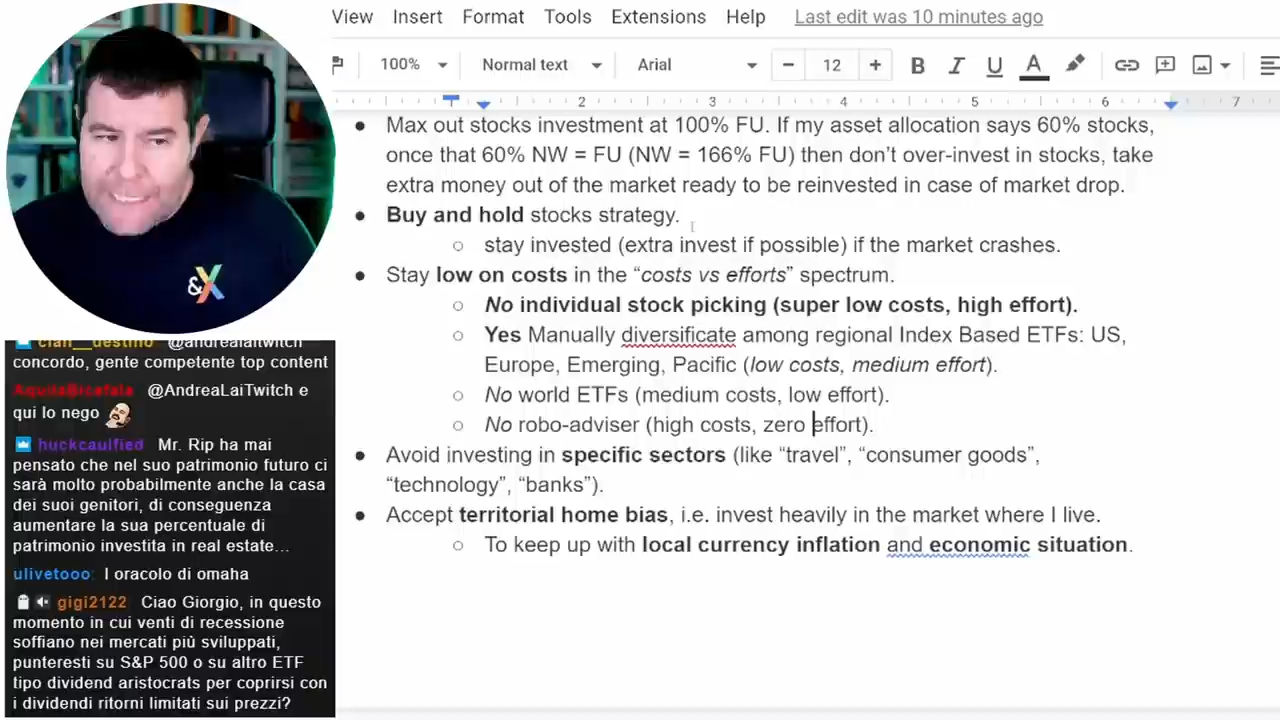 View Insert Format Tools Extensions Help Last edit was 10 minutes ago
100% Normal text Arial 12 B I U A
1 2 3 4 5 6 7
• Max out stocks investment at 100% FU. If my asset allocation says 60% stocks,
once that 60% NW = FU (NW = 166% FU) then don’t over-invest in stocks, take
extra money out of the market ready to be reinvested in case of market drop.
• Buy and hold stocks strategy.
○ stay invested (extra invest if possible) if the market crashes.
• Stay low on costs in the “costs vs efforts” spectrum.
○ No individual stock picking (super low costs, high effort).
○ Yes Manually diversificate among regional Index Based ETFs: US,
Europe, Emerging, Pacific (low costs, medium effort).
○ No world ETFs (medium costs, low effort).
○ No robo-adviser (high costs, zero effort).
• Avoid investing in specific sectors (like “travel”, “consumer goods”,
“technology”, “banks”).
• Accept territorial home bias, i.e. invest heavily in the market where I live.
○ To keep up with local currency inflation and economic situation.
&X
@andrealaitwitch
concordo, gente competente top content
AquilaBicefala @AndreaLaiTwitch e
qui lo nego
huckcaulfied Mr. Rip ha mai
pensato che nel suo patrimonio futuro ci
sarà molto probabilmente anche la casa
dei suoi genitori, di conseguenza
aumentare la sua percentuale di
patrimonio investita in real estate...
ulivetooo: l oracolo di omaha
gigi2122 Ciao Giorgio, in questo
momento in cui venti di recessione
soffiano nei mercati più sviluppati,
punteresti su S&P 500 o su altro ETF
tipo dividend aristocrats per coprirsi con
i dividendi ritorni limitati sui prezzi?